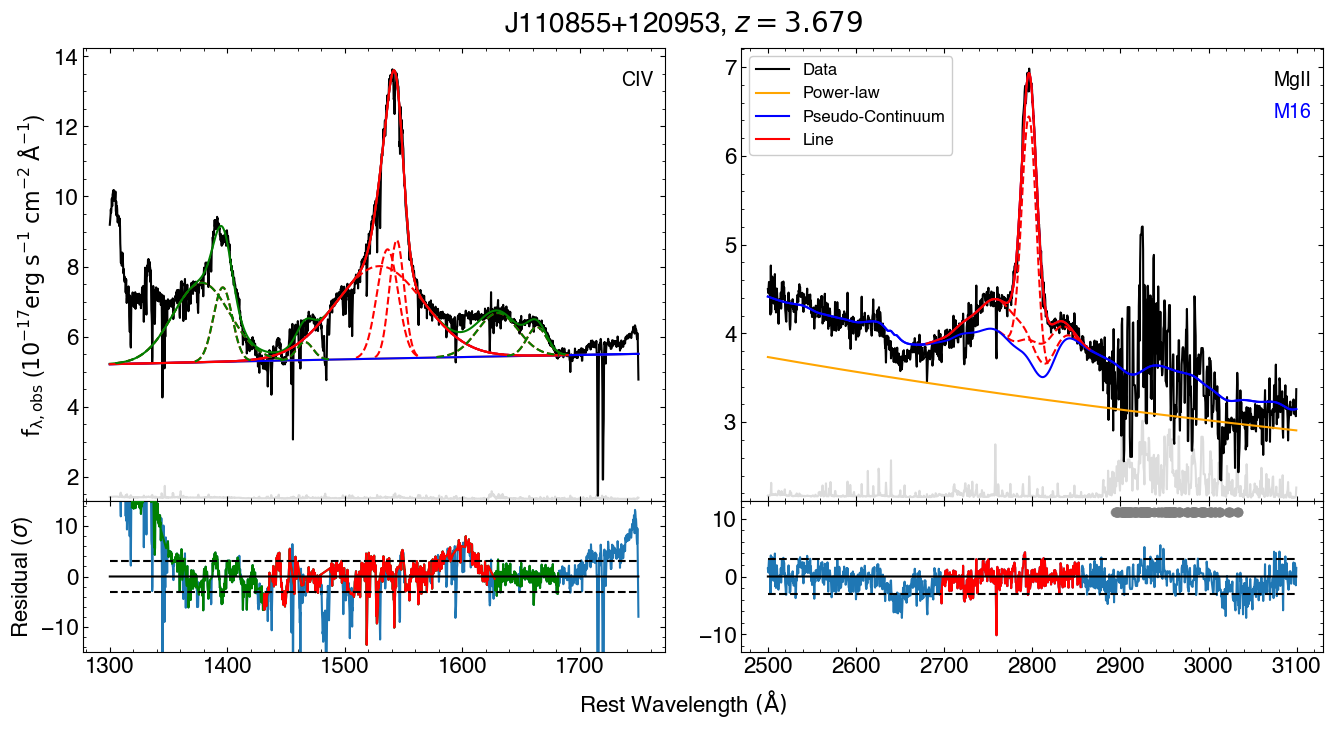 J110855+120953, z = 3.679
14
12
10
8
6
4
2
f_λ,obs (10⁻¹⁷erg s⁻¹ cm⁻² Å⁻¹)
CIV
7
6
5
4
3
Data
Power-law
Pseudo-Continuum
Line
MgII
M16
10
0
−10
Residual (σ)
1300 1400 1500 1600 1700
10
0
−10
2500 2600 2700 2800 2900 3000 3100
Rest Wavelength (Å)